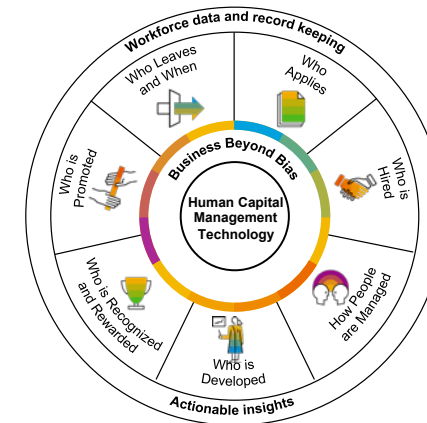 Workforce data and record keeping
Who Leaves
and When
Who
Applies
Who is
Hired
How People
are Managed
Who is
Developed
Who is Recognized
and Rewarded
Who is
Promoted
Business Beyond Bias
Human Capital
Management
Technology
Actionable insights